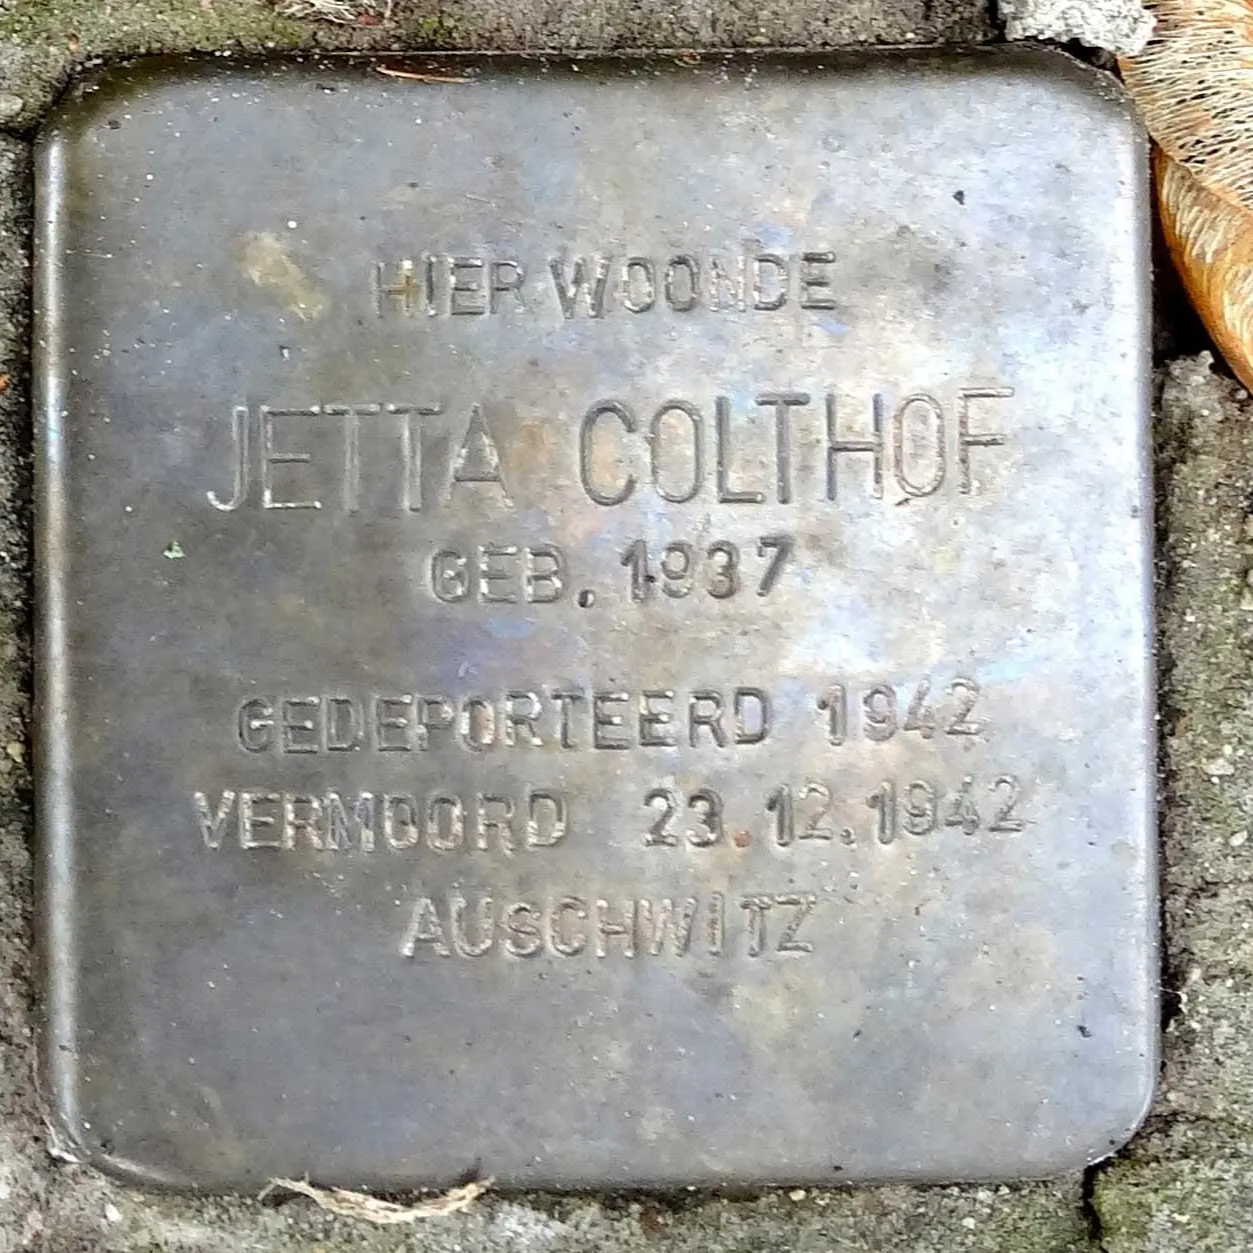 HIER WOONDE
JETTA COLTHOF
GEB. 1937
GEDEPORTEERD 1942
VERMOORD 23.12.1942
AUSCHWITZ